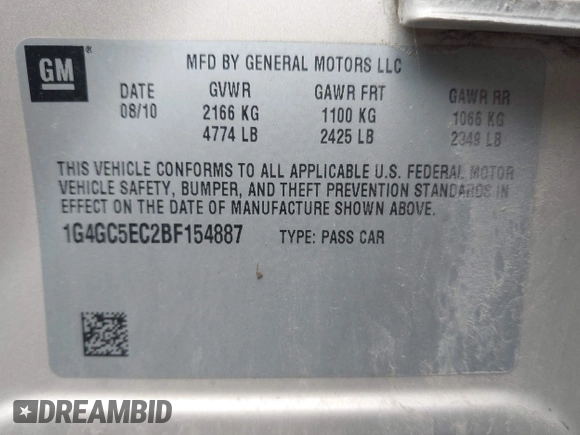 GM
®
MFD BY GENERAL MOTORS LLC
DATE GVWR GAWR FRT GAWR RR
08/10 2166 KG 1100 KG 1066 KG
4774 LB 2425 LB 2349 LB
THIS VEHICLE CONFORMS TO ALL APPLICABLE U.S. FEDERAL MOTOR
VEHICLE SAFETY, BUMPER, AND THEFT PREVENTION STANDARDS IN
EFFECT ON THE DATE OF MANUFACTURE SHOWN ABOVE.
1G4GC5EC2BF154887 TYPE: PASS CAR
DREAMBID